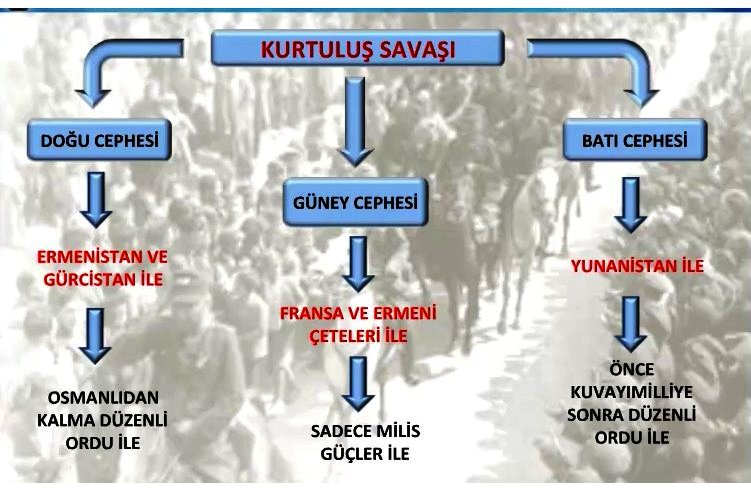 KURTULUŞ SAVAŞI
DOĞU CEPHESİ
ERMENİSTAN VE
GÜRCİSTAN İLE
OSMANLIDAN
KALMA DÜZENLİ
ORDU İLE
GÜNEY CEPHESİ
FRANSA VE ERMENİ
ÇETELERİ İLE
SADECE MİLİS
GÜÇLER İLE
BATI CEPHESİ
YUNANİSTAN İLE
ÖNCE
KUVAYIMİLLİYE
SONRA DÜZENLİ
ORDU İLE